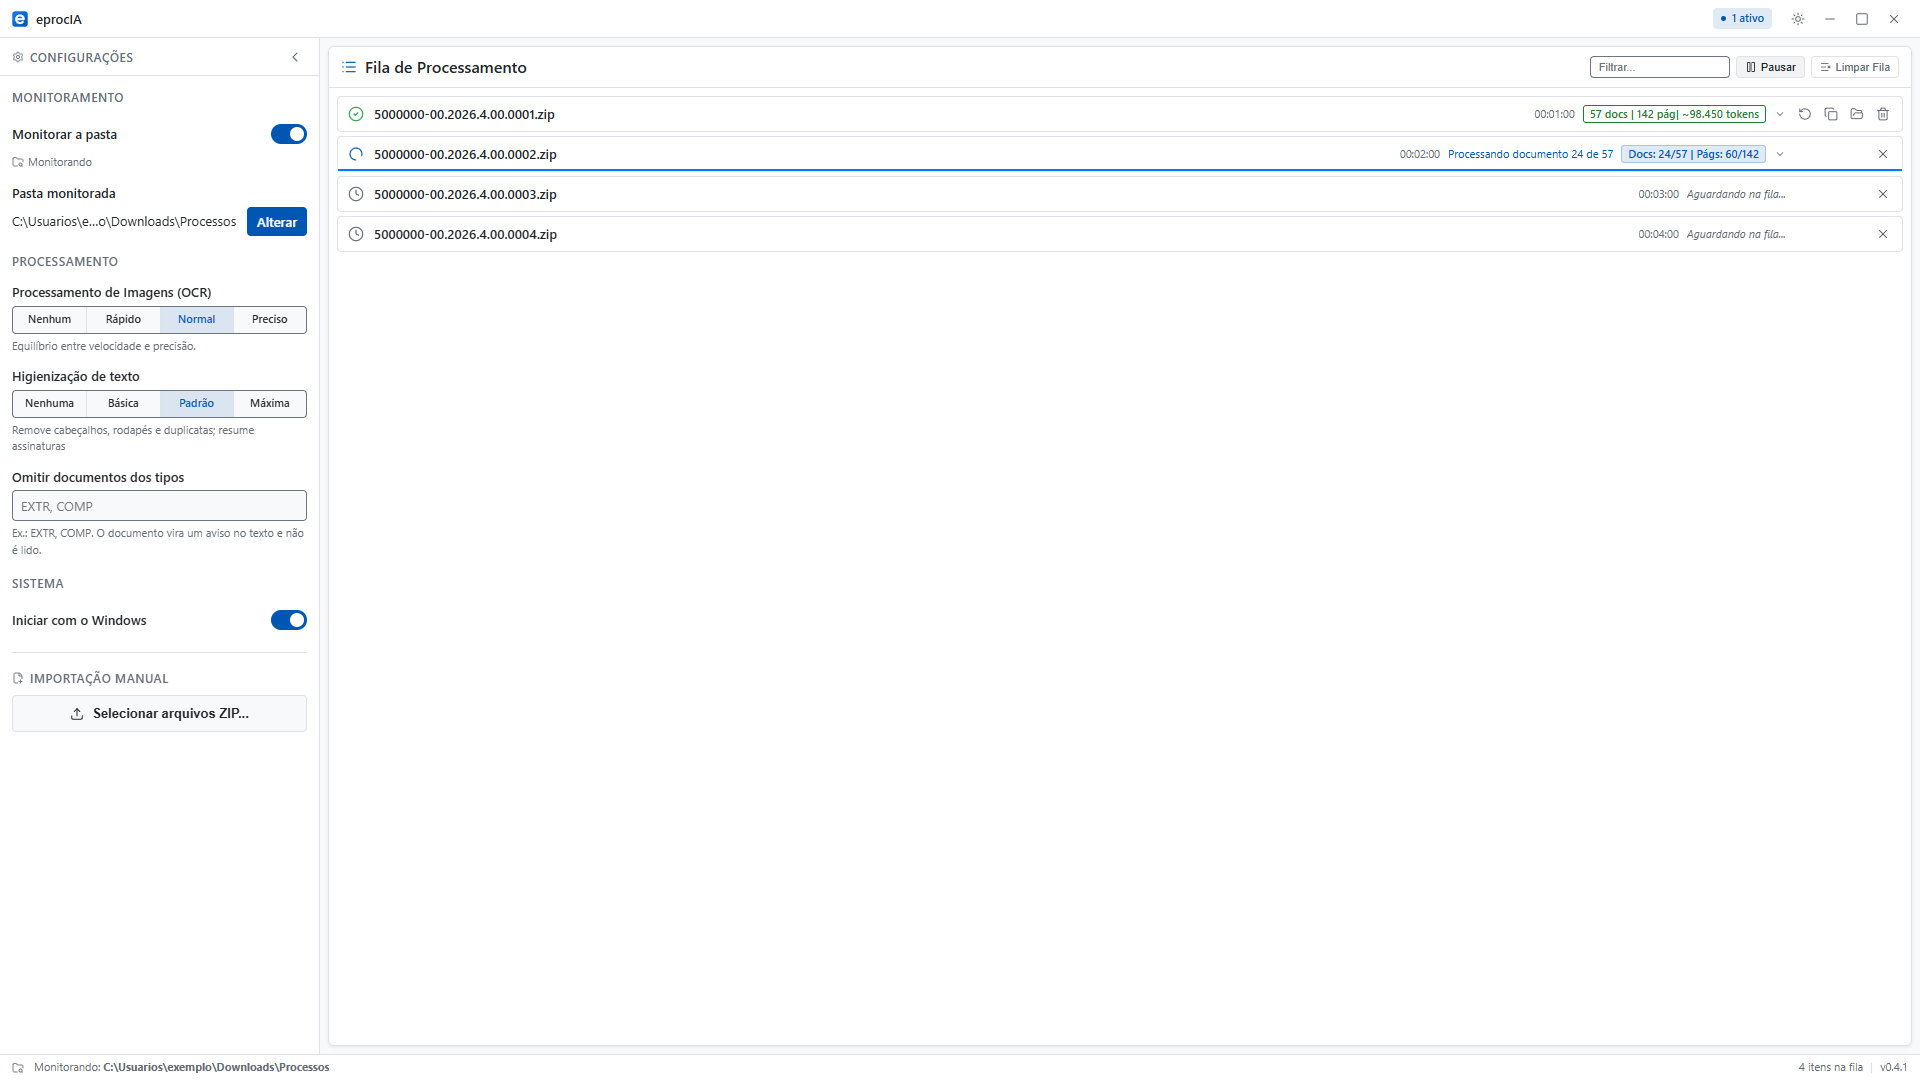 eprocIA
1 ativo
CONFIGURAÇÕES
MONITORAMENTO
Monitorar a pasta
Monitorando
Pasta monitorada
C:\Usuarios\e...o\Downloads\Processos
Alterar
PROCESSAMENTO
Processamento de Imagens (OCR)
Nenhum Rápido Normal Preciso
Equilíbrio entre velocidade e precisão.
Higienização de texto
Nenhuma Básica Padrão Máxima
Remove cabeçalhos, rodapés e duplicatas; resume
assinaturas
Omitir documentos dos tipos
EXTR, COMP
Ex.: EXTR, COMP. O documento vira um aviso no texto e não
é lido.
SISTEMA
Iniciar com o Windows
IMPORTAÇÃO MANUAL
Selecionar arquivos ZIP...
Fila de Processamento
Filtrar...
Pausar
Limpar Fila
5000000-00.2026.4.00.0001.zip 00:01:00 57 docs | 142 pág| ~98.450 tokens
5000000-00.2026.4.00.0002.zip 00:02:00 Processando documento 24 de 57 Docs: 24/57 | Págs: 60/142
5000000-00.2026.4.00.0003.zip 00:03:00 Aguardando na fila...
5000000-00.2026.4.00.0004.zip 00:04:00 Aguardando na fila...
Monitorando: C:\Usuarios\exemplo\Downloads\Processos
4 itens na fila
v0.4.1